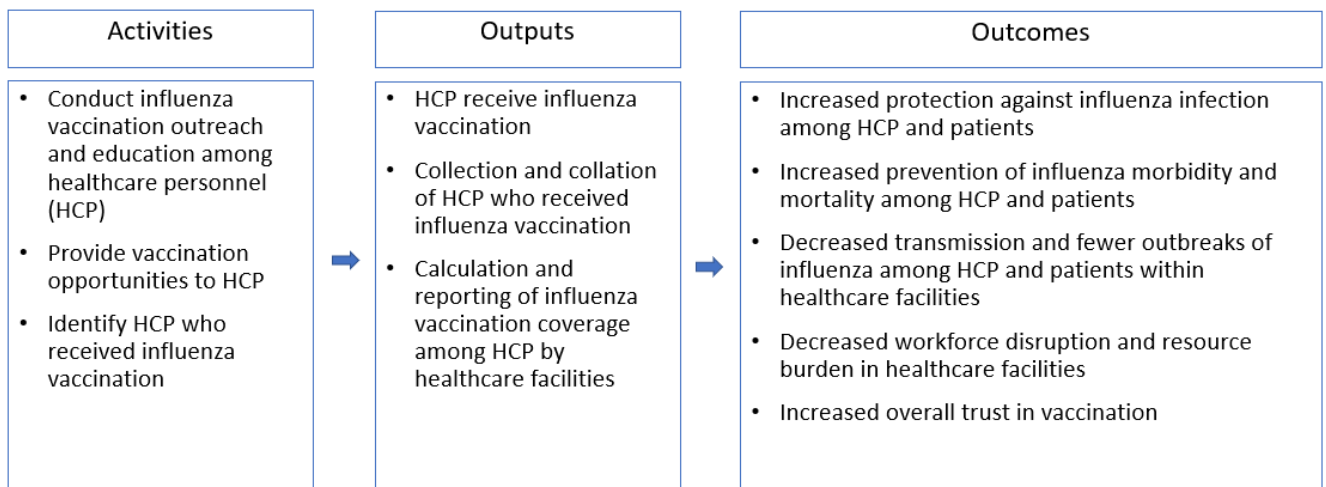 Activities
• Conduct influenza
vaccination outreach
and education among
healthcare personnel
(HCP)
• Provide vaccination
opportunities to HCP
• Identify HCP who
received influenza
vaccination
Outputs
• HCP receive influenza
vaccination
• Collection and collation
of HCP who received
influenza vaccination
• Calculation and
reporting of influenza
vaccination coverage
among HCP by
healthcare facilities
Outcomes
• Increased protection against influenza infection
among HCP and patients
• Increased prevention of influenza morbidity and
mortality among HCP and patients
• Decreased transmission and fewer outbreaks of
influenza among HCP and patients within
healthcare facilities
• Decreased workforce disruption and resource
burden in healthcare facilities
• Increased overall trust in vaccination